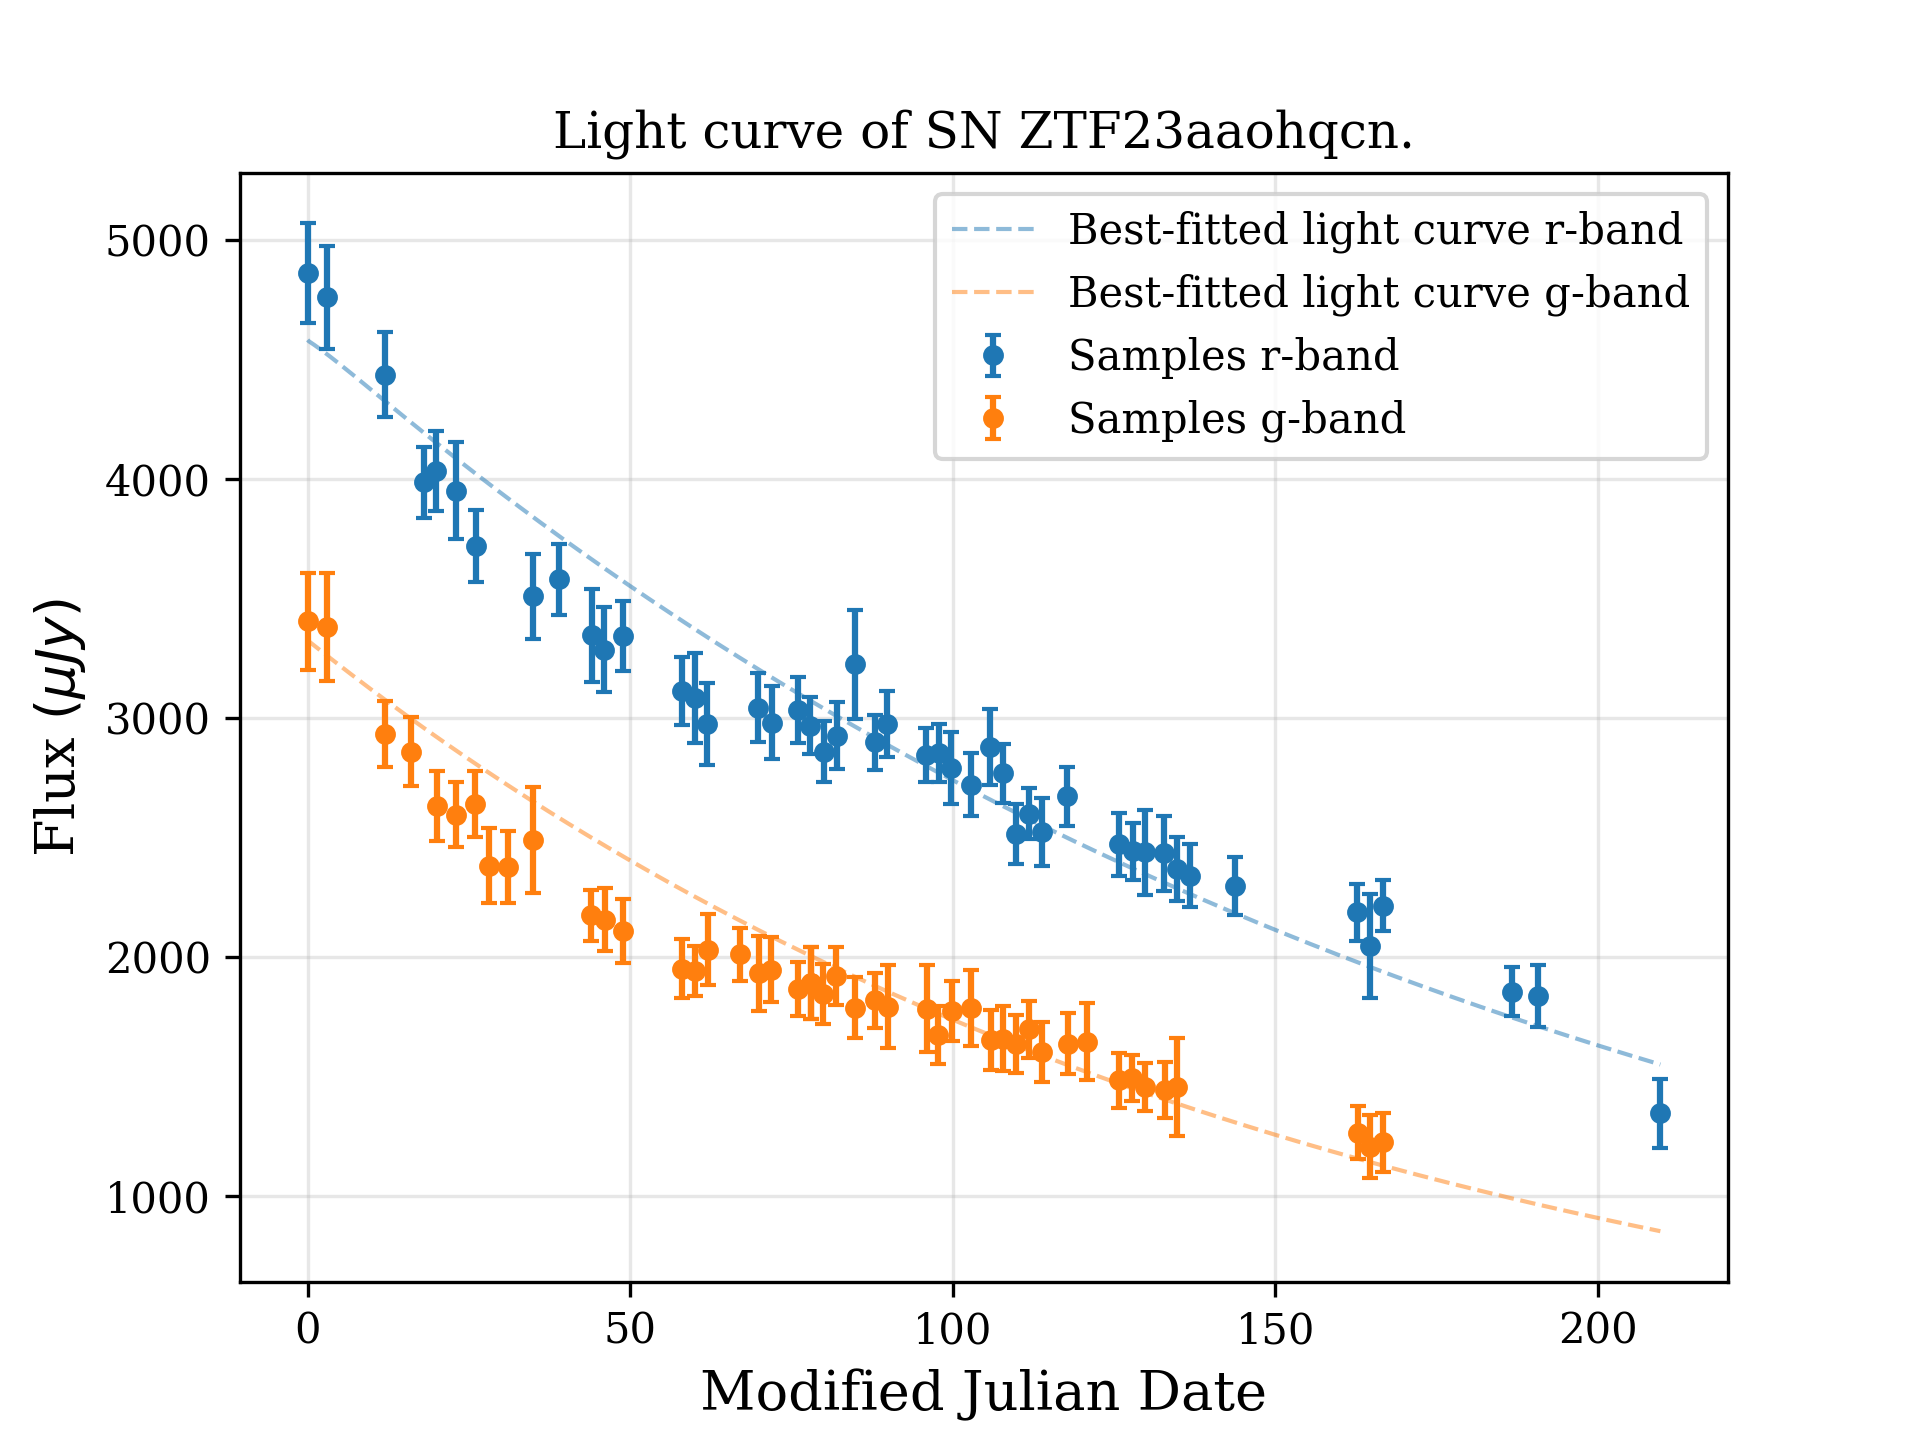 Light curve of SN ZTF23aaohqcn.
Best-fitted light curve r-band
Best-fitted light curve g-band
Samples r-band
Samples g-band
5000
4000
3000
2000
1000
Flux (μJy)
0 50 100 150 200
Modified Julian Date